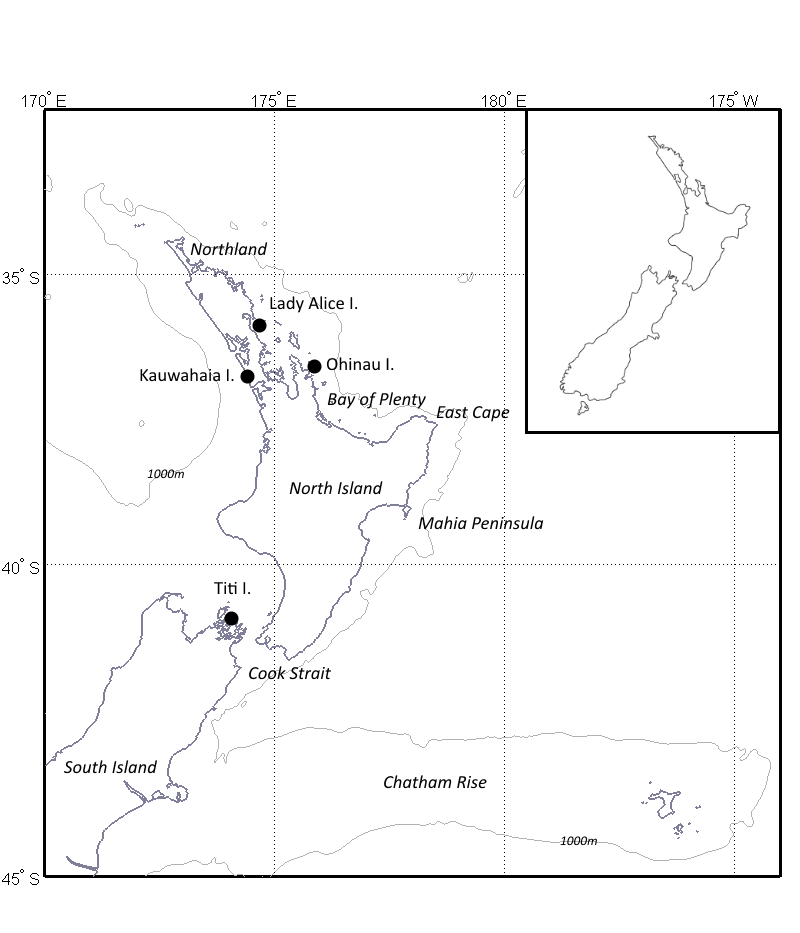 170° E
175° E
180° E
175° W
Northland
35° S
Lady Alice I.
Ohinau I.
Kauwahaia I.
Bay of Plenty
East Cape
1000m
North Island
Mahia Peninsula
40° S
Titi I.
Cook Strait
South Island
Chatham Rise
1000m
45° S